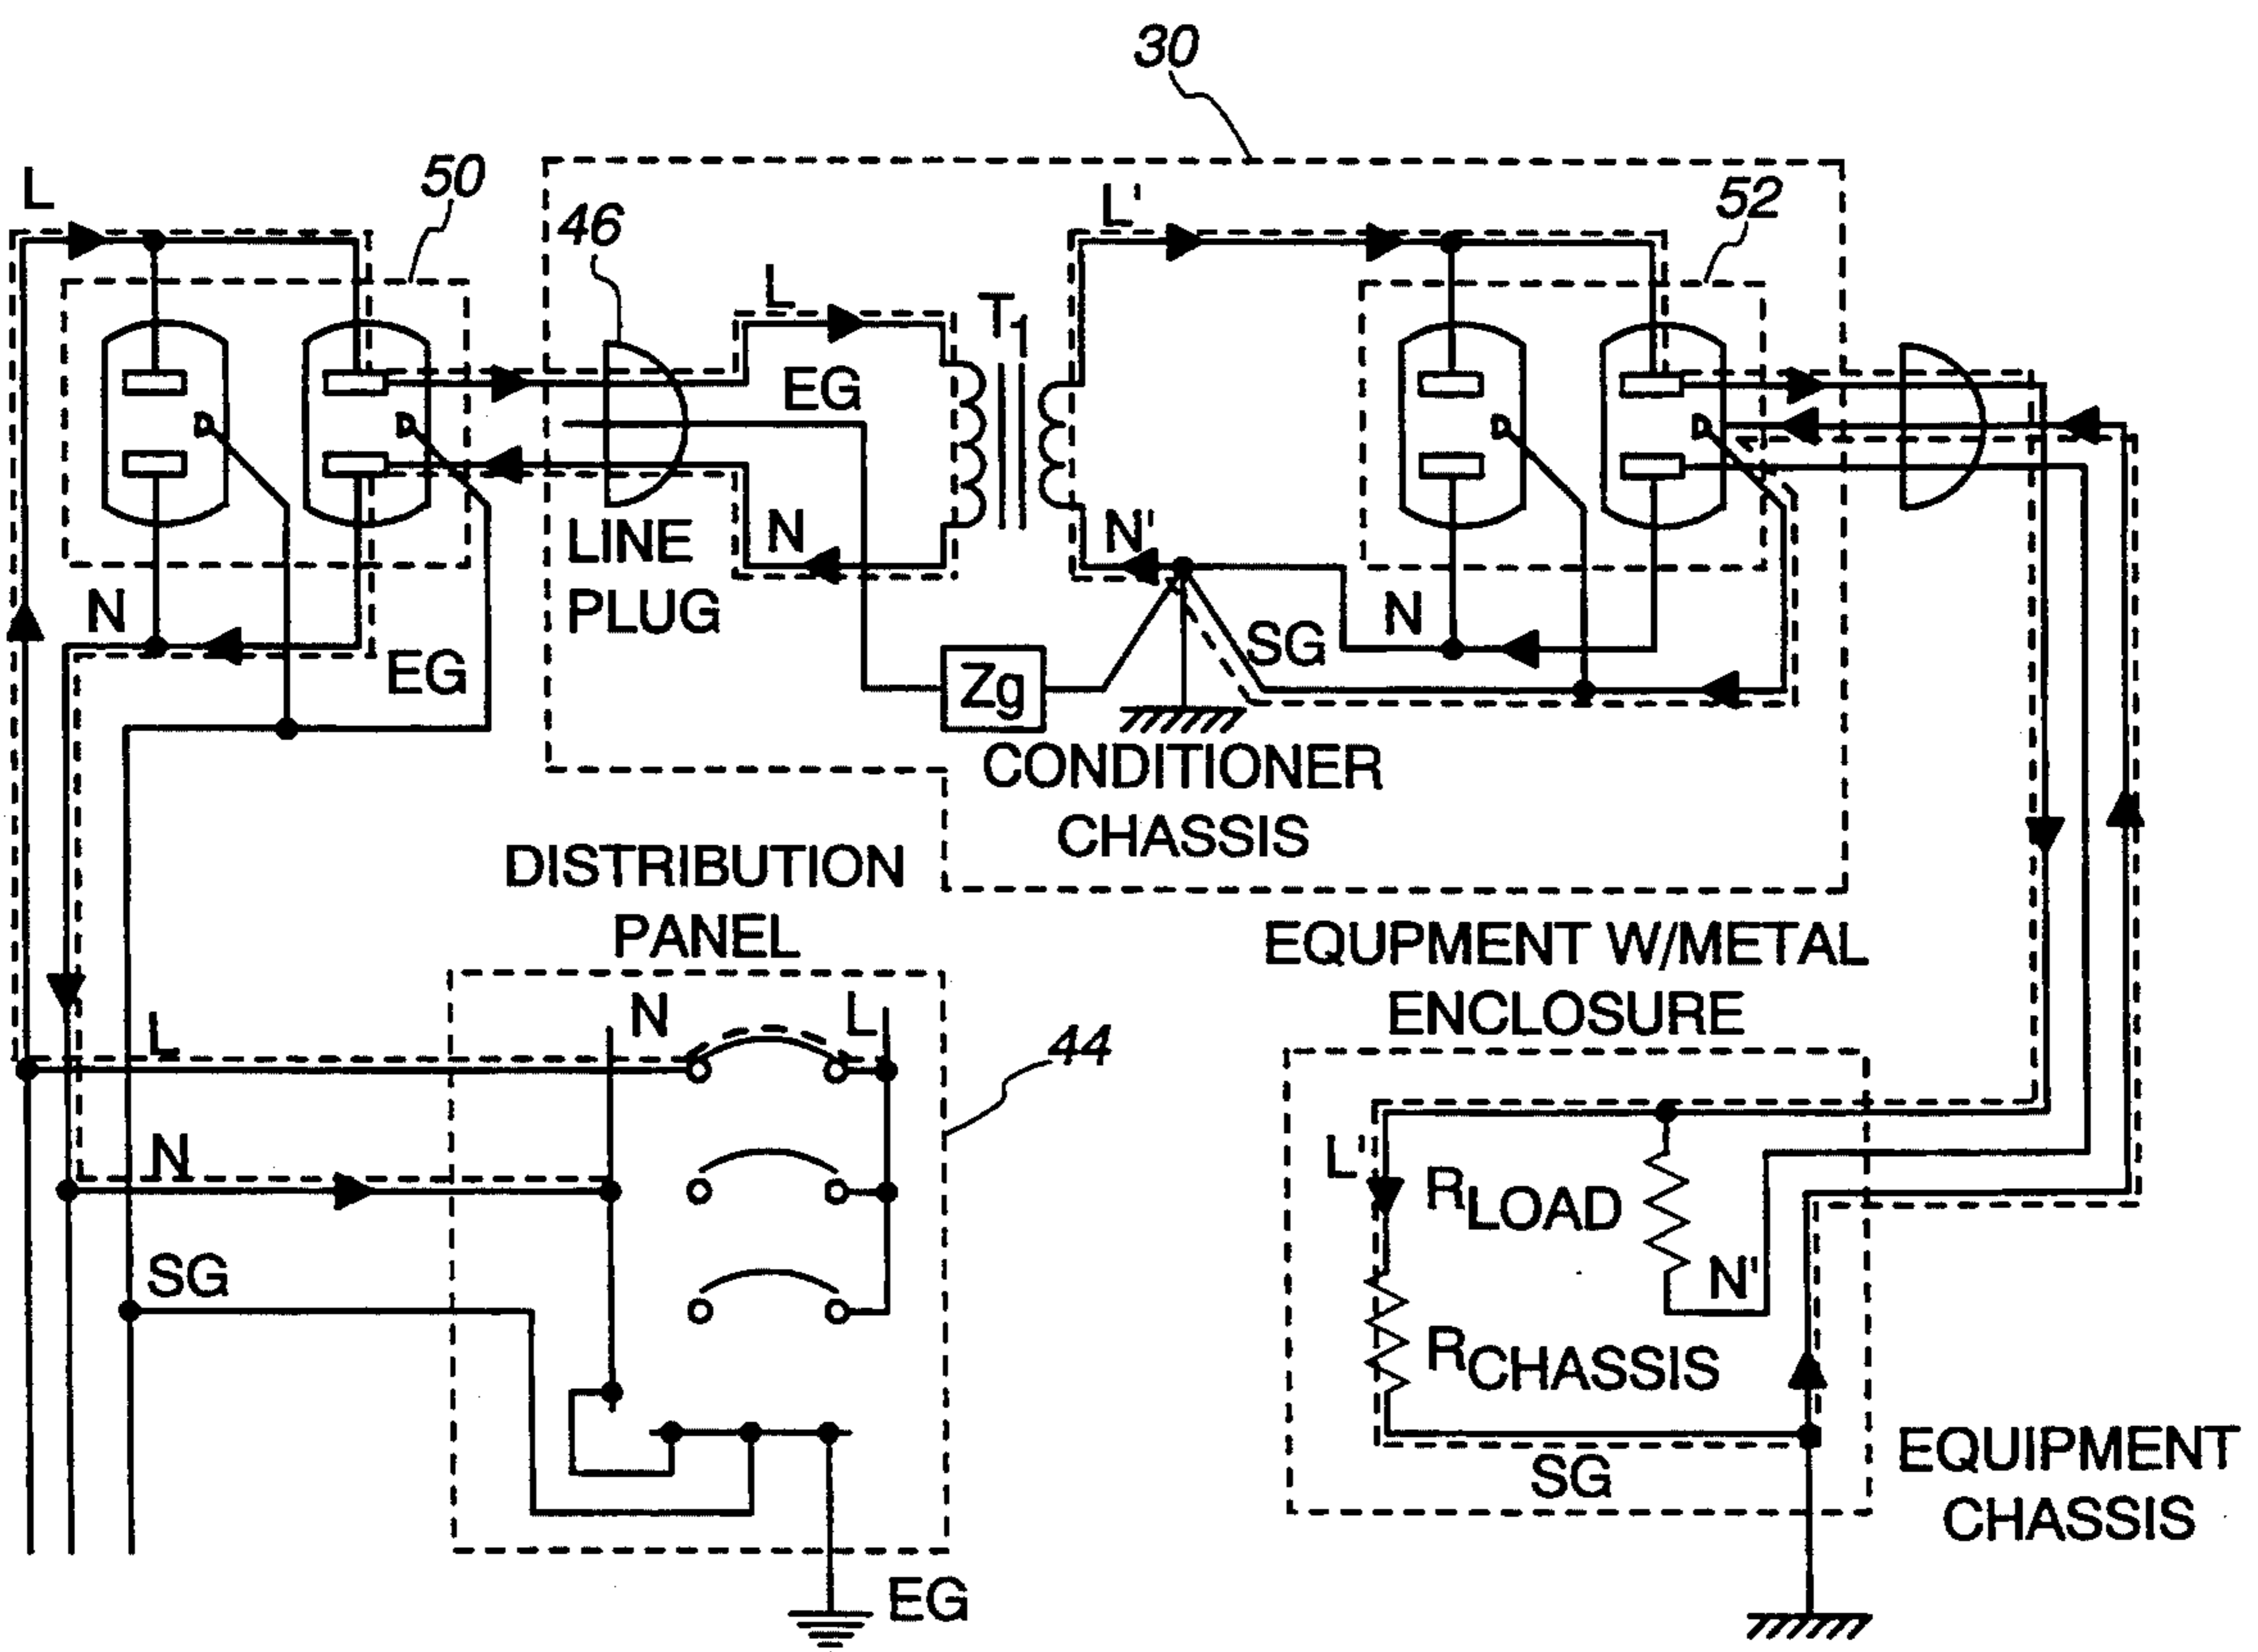 30
L
50
46
L'
52
L
T1
EG
LINE
PLUG
N
N'
N
EG
SG
N
Zg
CONDITIONER
CHASSIS
DISTRIBUTION
PANEL
EQUPMENT W/METAL
ENCLOSURE
L
N
L
44
N
L'
RLOAD
SG
N'
RCHASSIS
SG
EQUIPMENT
CHASSIS
EG